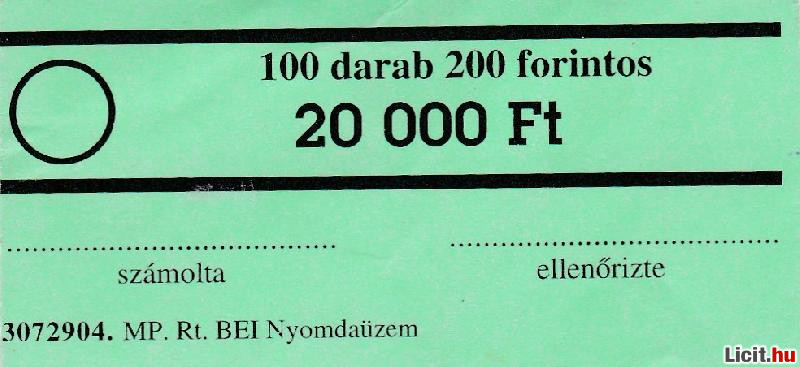 100 darab 200 forintos
20 000 Ft
számolta
ellenőrizte
3072904. MP. Rt. BEI Nyomdaüzem
Licit.hu